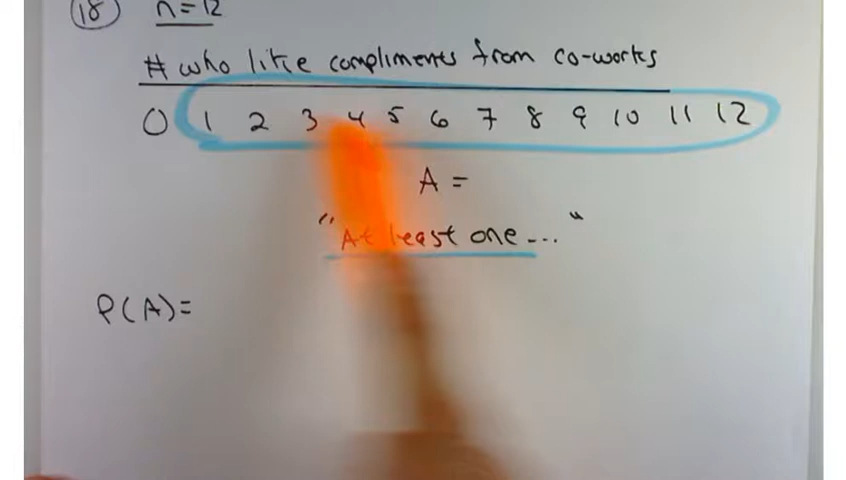 18 n=12
# who like compliments from co-works
0 1 2 3 4 5 6 7 8 9 10 11 12
A =
"At least one..."
P(A)=